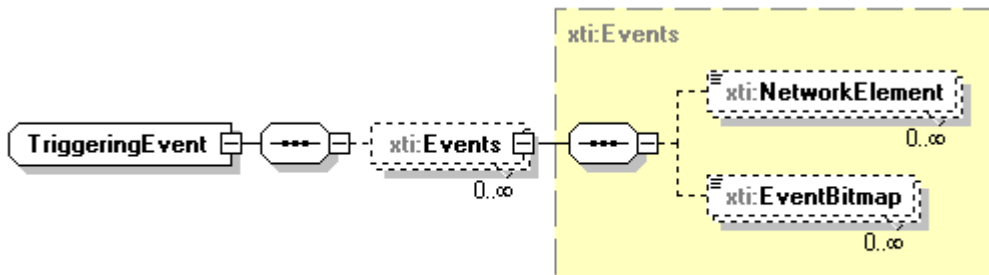 xti:Events
xti:NetworkElement
0..∞
TriggeringEvent
xti:Events
0..∞
xti:EventBitmap
0..∞